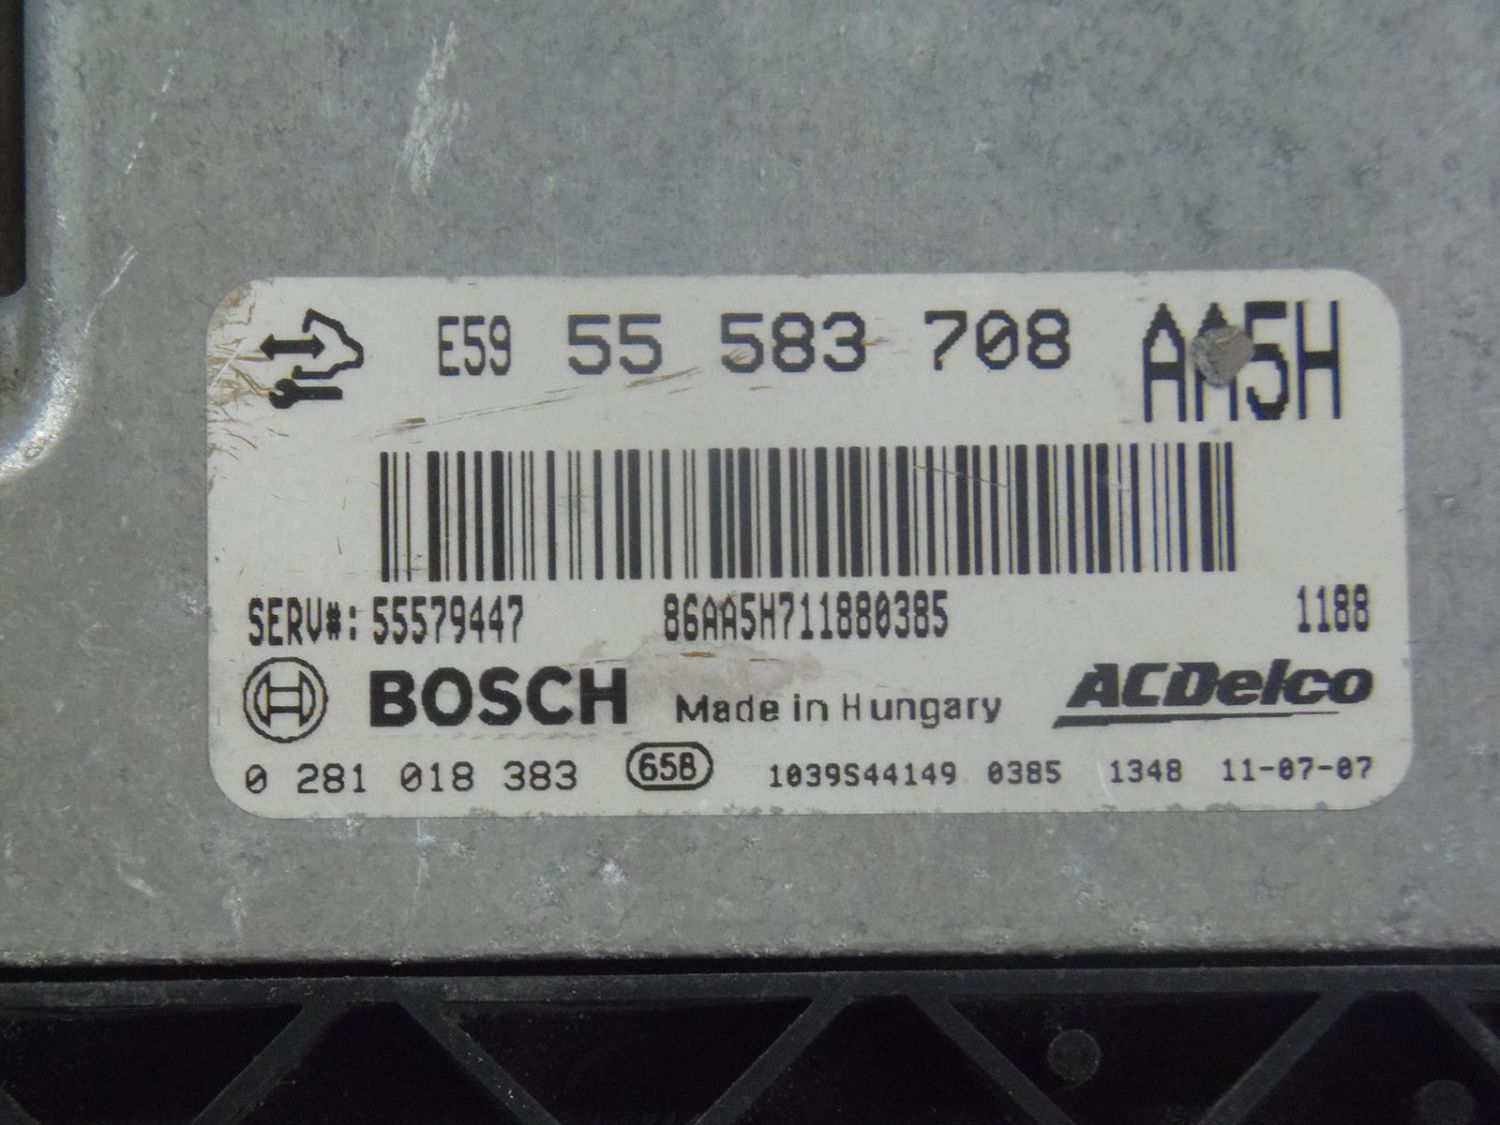 E59 55 583 708 AA5H
SERV#: 55579447 86AA5H711880385 1188
BOSCH Made in Hungary ACDelco
0 281 018 383 658 1039S44149 0385 1348 11-07-07